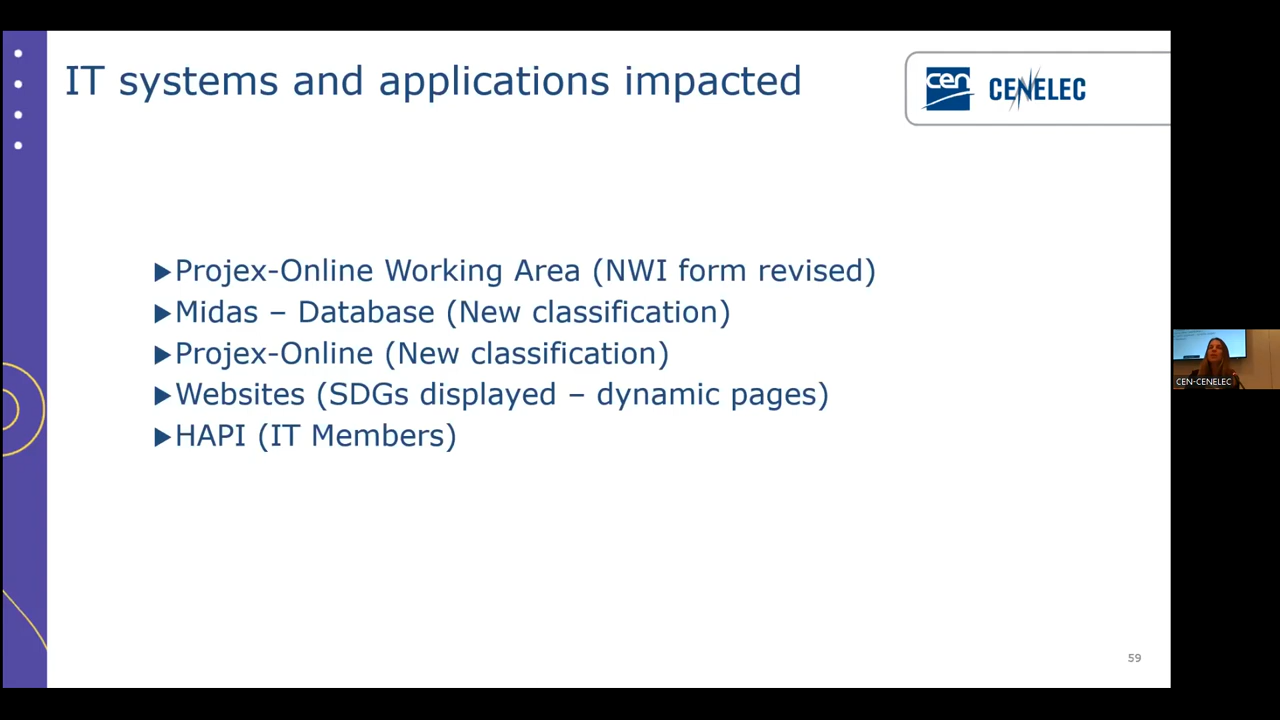 IT systems and applications impacted
cen CENELEC
▶Projex-Online Working Area (NWI form revised)
▶Midas – Database (New classification)
▶Projex-Online (New classification)
▶Websites (SDGs displayed – dynamic pages)
▶HAPI (IT Members)
CEN-CENELEC
59